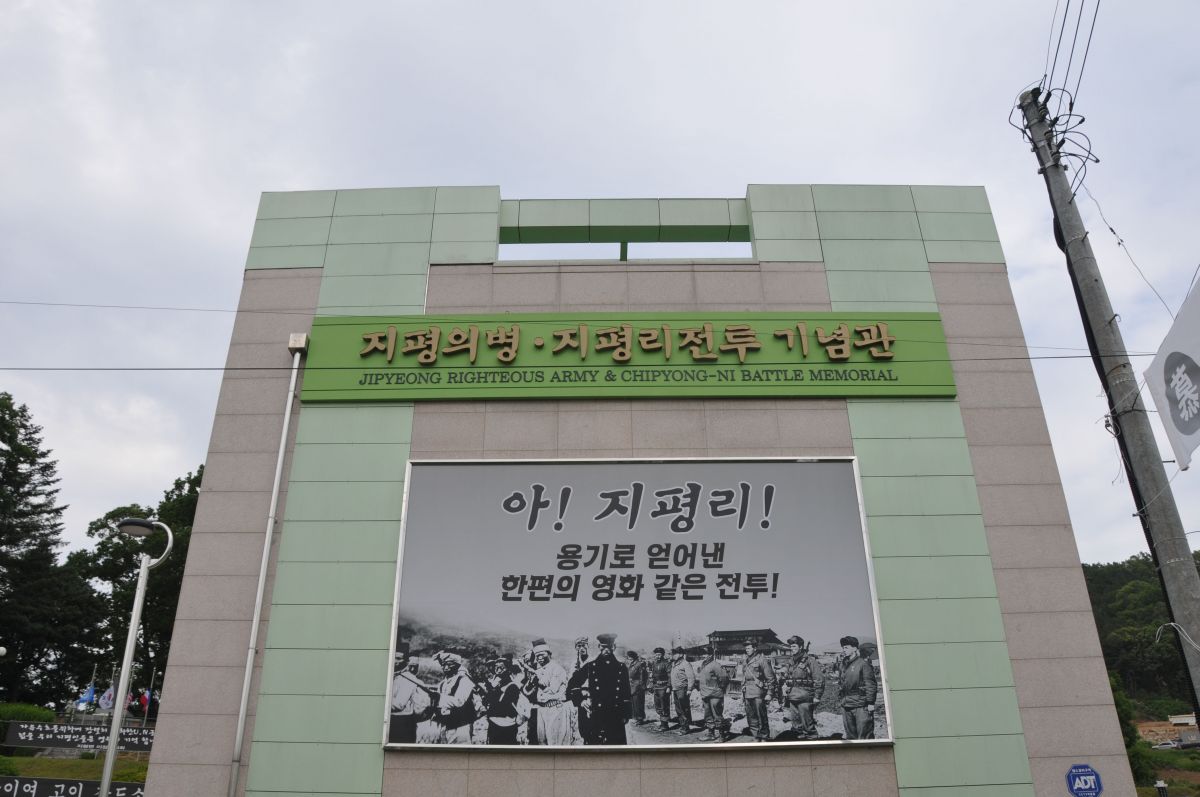 지평의병·지평리전투 기념관
JIPYEONG RIGHTEOUS ARMY & CHIPYONG-NI BATTLE MEMORIAL
아! 지평리!
용기로 얻어낸
한편의 영화 같은 전투!
慕
ADT